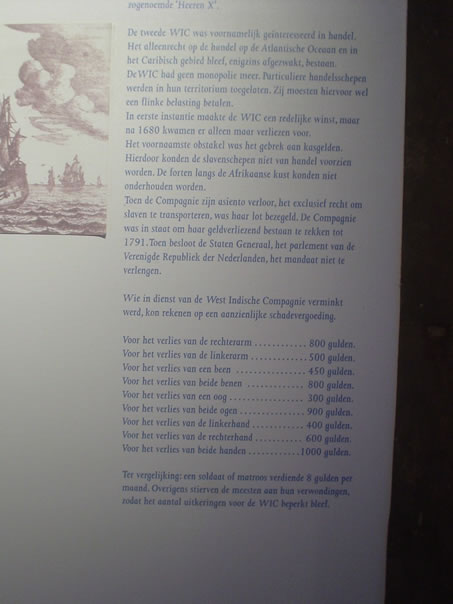 zogenoemde 'Heeren X'.
De tweede WIC was voornamelijk geïnteresseerd in handel.
Het alleenrecht op de handel op de Atlantische Oceaan en in
het Caribisch gebied bleef, enigzins afgezwakt, bestaan.
De WIC had geen monopolie meer. Particuliere handelsschepen
werden in hun territorium toegelaten. Zij moesten hiervoor wel
een flinke belasting betalen.
In eerste instantie maakte de WIC een redelijke winst, maar
na 1680 kwamen er alleen maar verliezen voor.
Het voornaamste obstakel was het gebrek aan kasgelden.
Hierdoor konden de slavenschepen niet van handel voorzien
worden. De forten langs de Afrikaanse kust konden niet
onderhouden worden.
Toen de Compagnie zijn asiento verloor, het exclusief recht om
slaven te transporteren, was haar lot bezegeld. De Compagnie
was in staat om haar geldverliezend bestaan te rekken tot
1791. Toen besloot de Staten Generaal, het parlement van de
Verenigde Republiek der Nederlanden, het mandaat niet te
verlengen.
Wie in dienst van de West Indische Compagnie verminkt
werd, kon rekenen op een aanzienlijke schadevergoeding.
Voor het verlies van de rechterarm ............ 800 gulden.
Voor het verlies van de linkerarm ............. 500 gulden.
Voor het verlies van een been ................ 450 gulden.
Voor het verlies van beide benen .............. 800 gulden.
Voor het verlies van een oog ................. 300 gulden.
Voor het verlies van beide ogen ............... 900 gulden.
Voor het verlies van de linkerhand ............ 400 gulden.
Voor het verlies van de rechterhand ........... 600 gulden.
Voor het verlies van beide handen ............ 1000 gulden.
Ter vergelijking: een soldaat of matroos verdiende 8 gulden per
maand. Overigens stierven de meesten aan hun verwondingen,
zodat het aantal uitkeringen voor de WIC beperkt bleef.